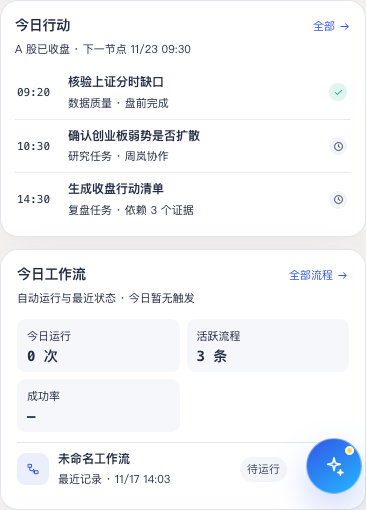 今日行动
全部 →
A 股已收盘 · 下一节点 11/23 09:30
09:20
核验上证分时缺口
数据质量 · 盘前完成
10:30
确认创业板弱势是否扩散
研究任务 · 周岚协作
14:30
生成收盘行动清单
复盘任务 · 依赖 3 个证据
今日工作流
全部流程 →
自动运行与最近状态 · 今日暂无触发
今日运行
0 次
活跃流程
3 条
成功率
—
未命名工作流
最近记录 · 11/17 14:03
待运行